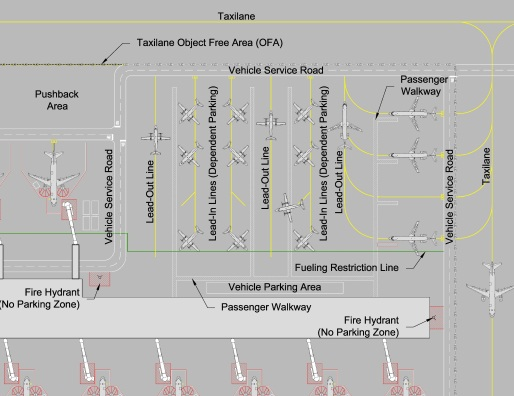 Taxilane
Taxilane Object Free Area (OFA)
Vehicle Service Road
Pushback
Area
Passenger
Walkway
Vehicle Service Road
Lead-Out Line
Lead-In Lines (Dependent Parking)
Lead-Out Line
Lead-In Lines (Dependent Parking)
Lead-Out Line
Vehicle Service Road
Taxilane
Fueling Restriction Line
Fire Hydrant
(No Parking Zone)
Vehicle Parking Area
Passenger Walkway
Fire Hydrant
(No Parking Zone)